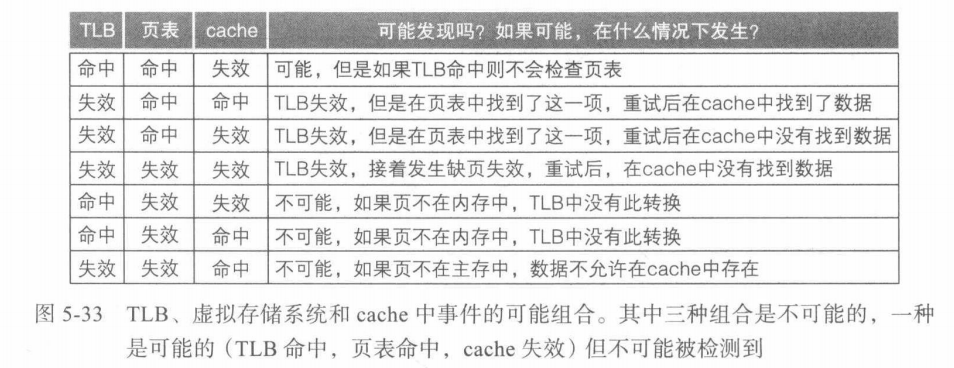 TLB 页表 cache 可能发现吗？如果可能，在什么情况下发生？
命中 命中 失效 可能，但是如果TLB命中则不会检查页表
失效 命中 命中 TLB失效，但是在页表中找到了这一项，重试后在cache中找到了数据
失效 命中 失效 TLB失效，但是在页表中找到了这一项，重试后在cache中没有找到数据
失效 失效 失效 TLB失效，接着发生缺页失效，重试后，在cache中没有找到数据
命中 失效 失效 不可能，如果页不在内存中，TLB中没有此转换
命中 失效 命中 不可能，如果页不在内存中，TLB中没有此转换
失效 失效 命中 不可能，如果页不在主存中，数据不允许在cache中存在
图 5-33 TLB、虚拟存储系统和 cache 中事件的可能组合。其中三种组合是不可能的，一种
是可能的（TLB 命中，页表命中，cache 失效）但不可能被检测到